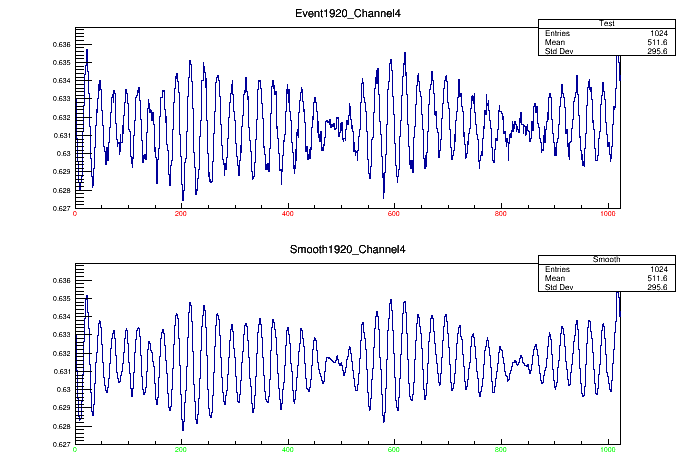 Event1920_Channel4
Test
Entries 1024
Mean 511.6
Std Dev 295.6
0.636
0.635
0.634
0.633
0.632
0.631
0.63
0.629
0.628
0.627
0 200 400 600 800 1000
Smooth1920_Channel4
Smooth
Entries 1024
Mean 511.6
Std Dev 295.6
0.636
0.635
0.634
0.633
0.632
0.631
0.63
0.629
0.628
0.627
0 200 400 600 800 1000